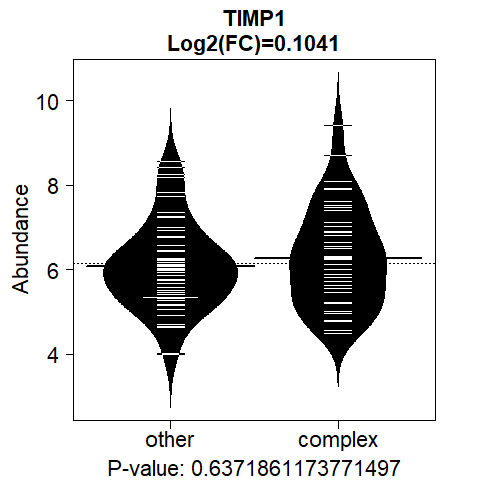 TIMP1
Log2(FC)=0.1041
Abundance
10
8
6
4
other complex
P-value: 0.6371861173771497